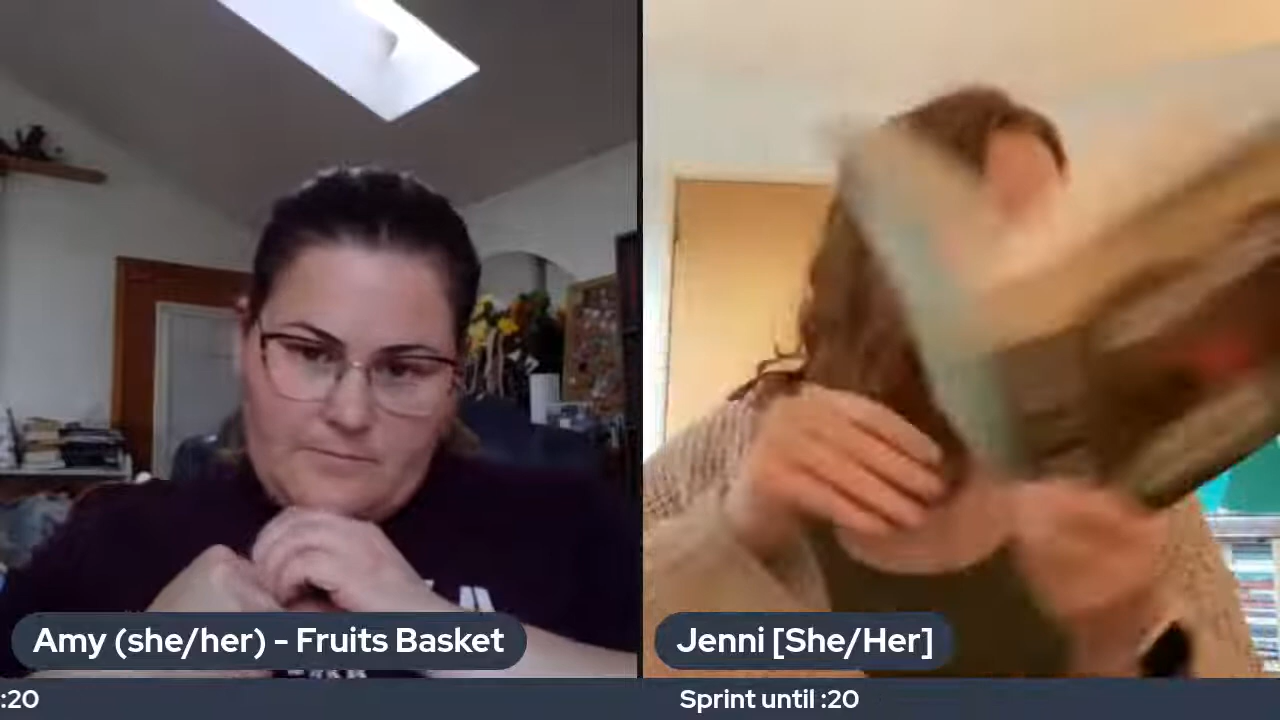 Amy (she/her) - Fruits Basket
Jenni [She/Her]
:20
Sprint until :20